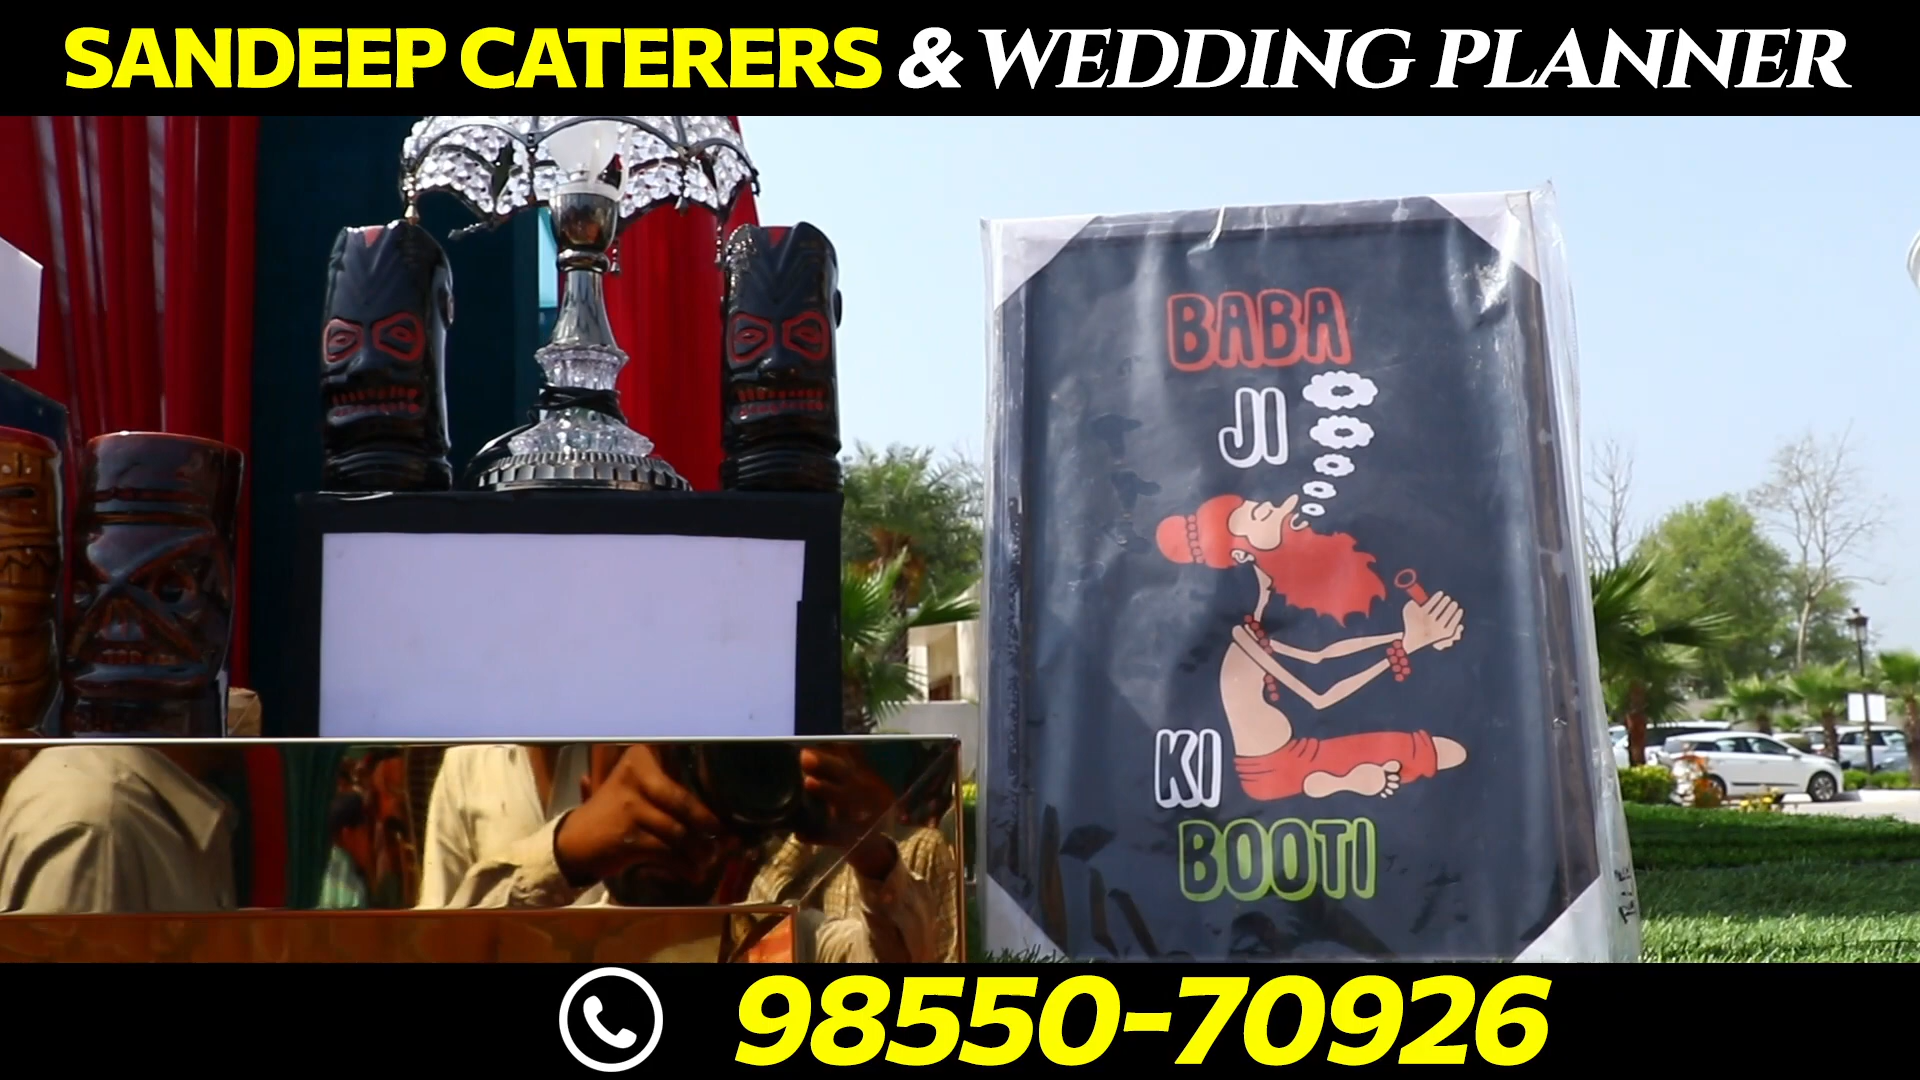 SANDEEP CATERERS & WEDDING PLANNER
BABA
JI
KI
BOOTI
98550-70926